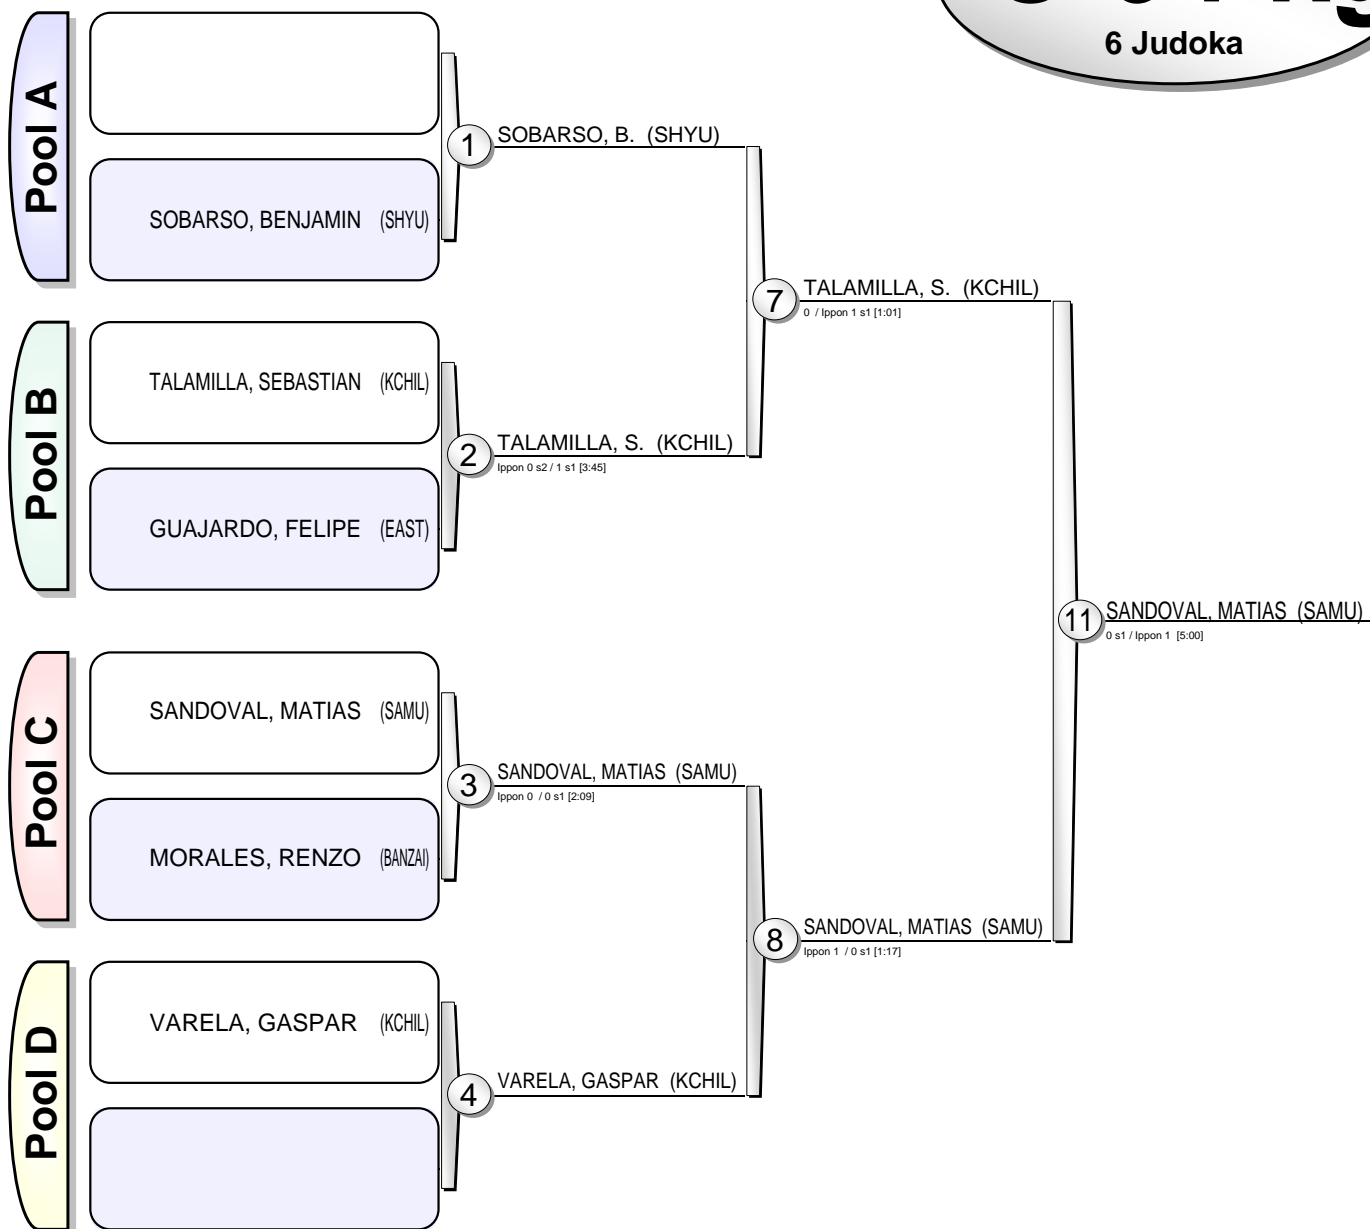 6 Judoka
Pool A
SOBARSO, BENJAMIN (SHYU)
1
SOBARSO, B. (SHYU)
Pool B
TALAMILLA, SEBASTIAN (KCHIL)
GUAJARDO, FELIPE (EAST)
2
TALAMILLA, S. (KCHIL)
Ippon 0 s2 / 1 s1 [3:45]
7
TALAMILLA, S. (KCHIL)
0 / Ippon 1 s1 [1:01]
Pool C
SANDOVAL, MATIAS (SAMU)
MORALES, RENZO (BANZAI)
3
SANDOVAL, MATIAS (SAMU)
Ippon 0 / 0 s1 [2:09]
Pool D
VARELA, GASPAR (KCHIL)
4
VARELA, GASPAR (KCHIL)
8
SANDOVAL, MATIAS (SAMU)
Ippon 1 / 0 s1 [1:17]
11
SANDOVAL, MATIAS (SAMU)
0 s1 / Ippon 1 [5:00]